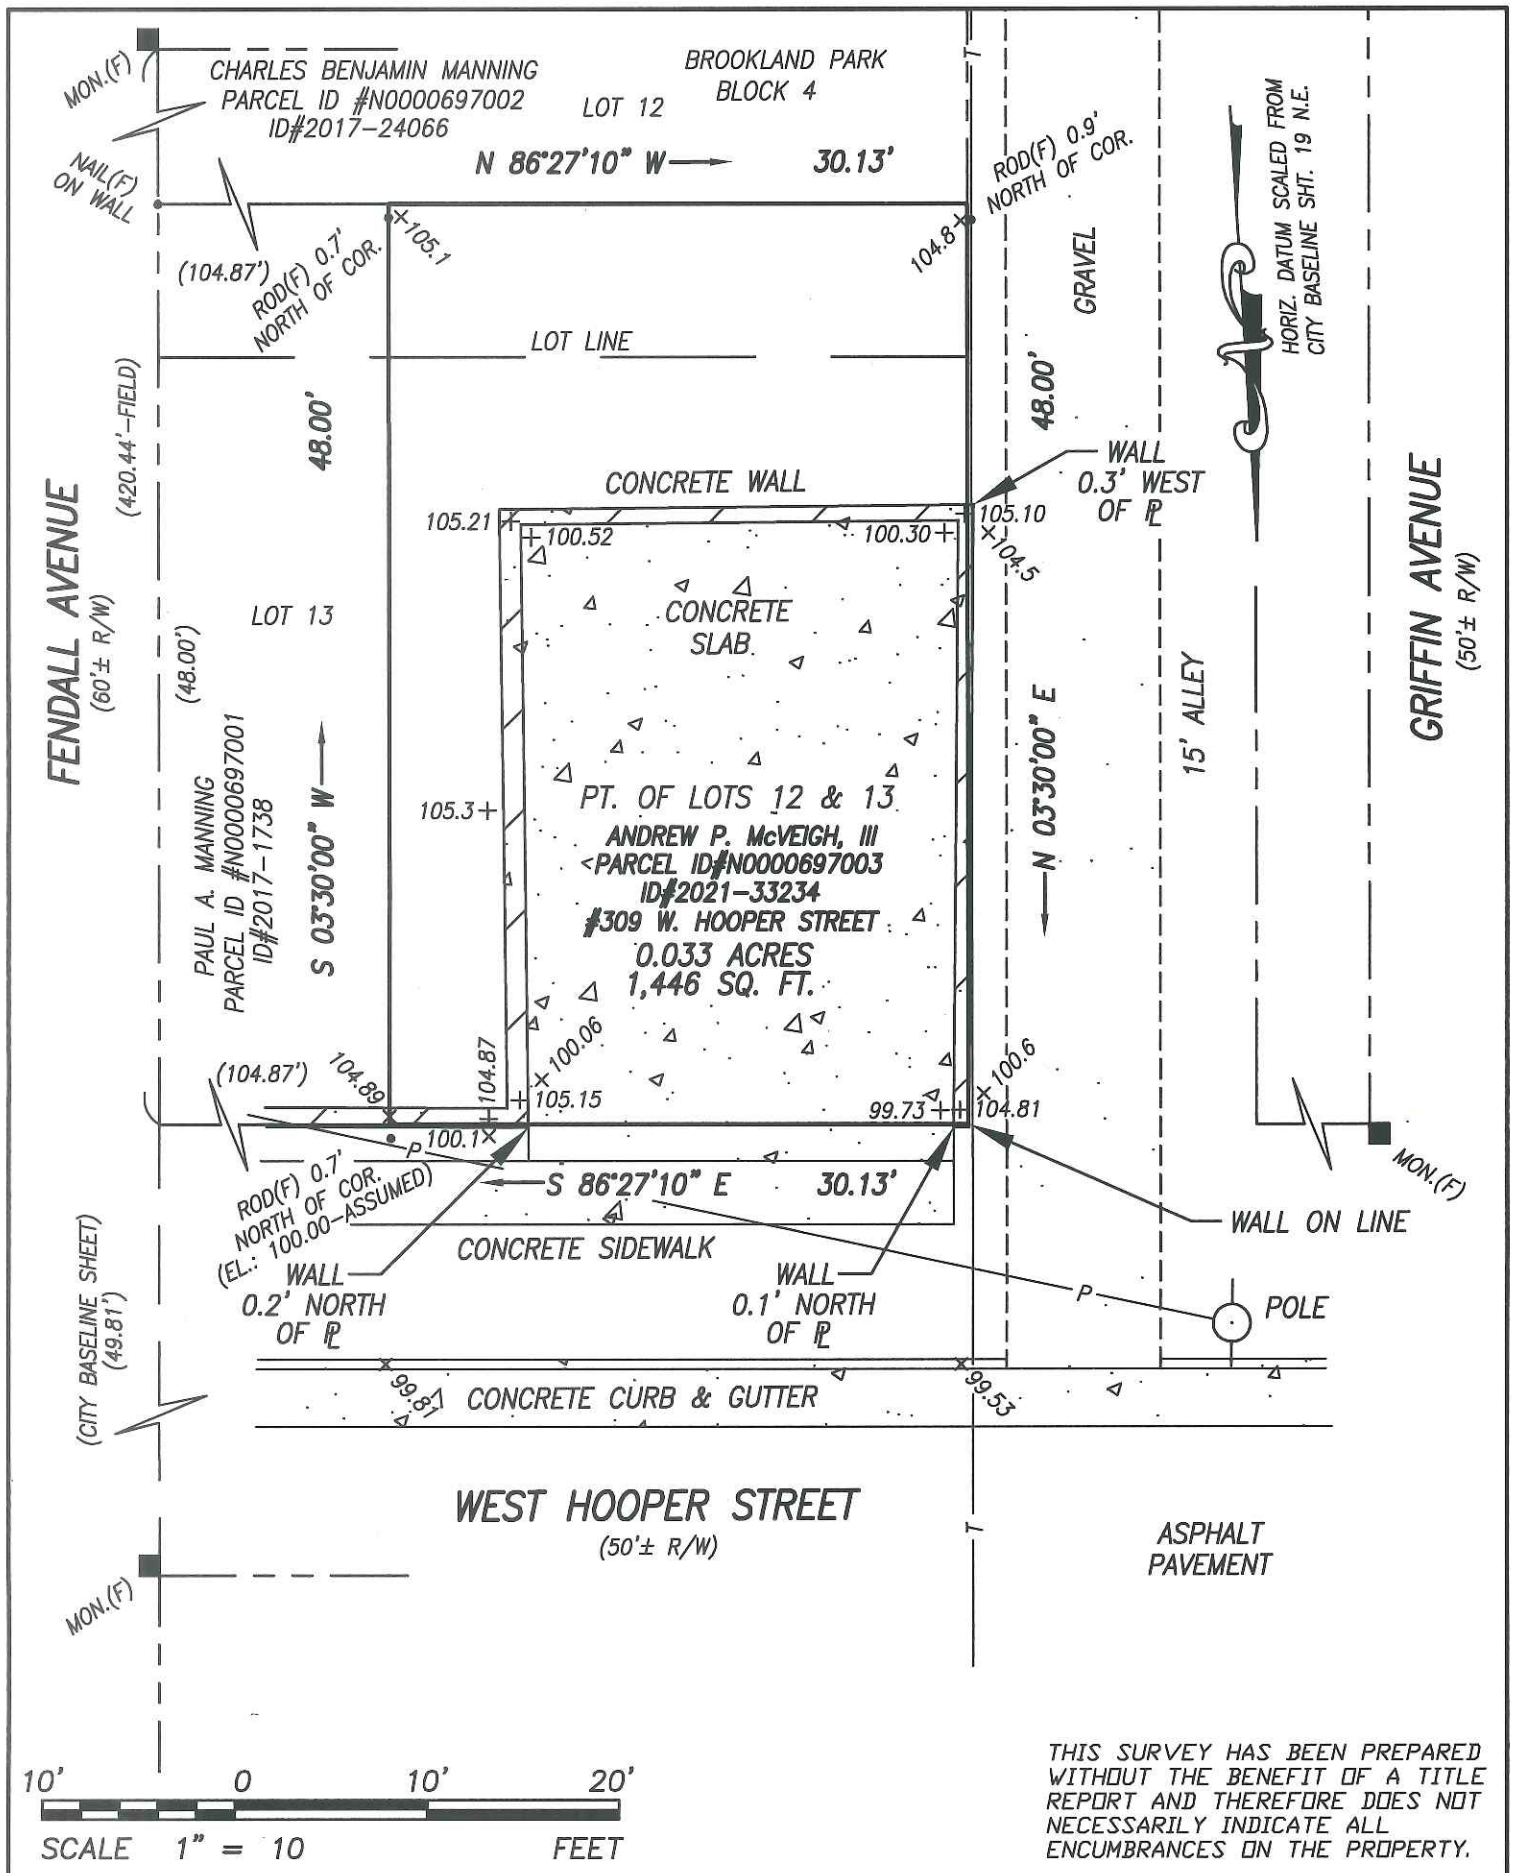 MON.(F)
CHARLES BENJAMIN MANNING
PARCEL ID #N0000697002
ID#2017-24066
BROOKLAND PARK
BLOCK 4
LOT 12
T
N 86°27'10" W
30.13'
NAIL(F)
ON WALL
ROD(F) 0.9'
NORTH OF COR.
HORIZ. DATUM SCALED FROM
CITY BASELINE SHT. 19 N.E.
(104.87')
ROD(F) 0.7'
NORTH OF COR.
105.1
104.8
GRAVEL
LOT LINE
(420.44'-FIELD)
48.00'
48.00'
WALL
0.3' WEST
OF PL
CONCRETE WALL
105.21
100.52
100.30
105.10
104.5
FENDALL AVENUE
(60'± R/W)
GRIFFIN AVENUE
(50'± R/W)
LOT 13
(48.00')
CONCRETE
SLAB
15' ALLEY
PAUL A. MANNING
PARCEL ID #N0000697001
ID#2017-1738
S 03°30'00" W
N 03°30'00" E
105.3
PT. OF LOTS 12 & 13
ANDREW P. McVEIGH, III
PARCEL ID#N0000697003
ID#2021-33234
#309 W. HOOPER STREET
0.033 ACRES
1,446 SQ. FT.
(104.87')
104.89
104.87
100.06
105.15
99.73
104.81
100.6
100.1
P
ROD(F) 0.7'
NORTH OF COR.
(EL.: 100.00-ASSUMED)
S 86°27'10" E
30.13'
MON.(F)
WALL ON LINE
CONCRETE SIDEWALK
WALL
0.2' NORTH
OF PL
WALL
0.1' NORTH
OF PL
P
POLE
(CITY BASELINE SHEET)
(49.81')
99.87
CONCRETE CURB & GUTTER
99.53
WEST HOOPER STREET
(50'± R/W)
T
ASPHALT
PAVEMENT
MON.(F)
10' 0 10' 20'
SCALE 1" = 10 FEET
THIS SURVEY HAS BEEN PREPARED
WITHOUT THE BENEFIT OF A TITLE
REPORT AND THEREFORE DOES NOT
NECESSARILY INDICATE ALL
ENCUMBRANCES ON THE PROPERTY.